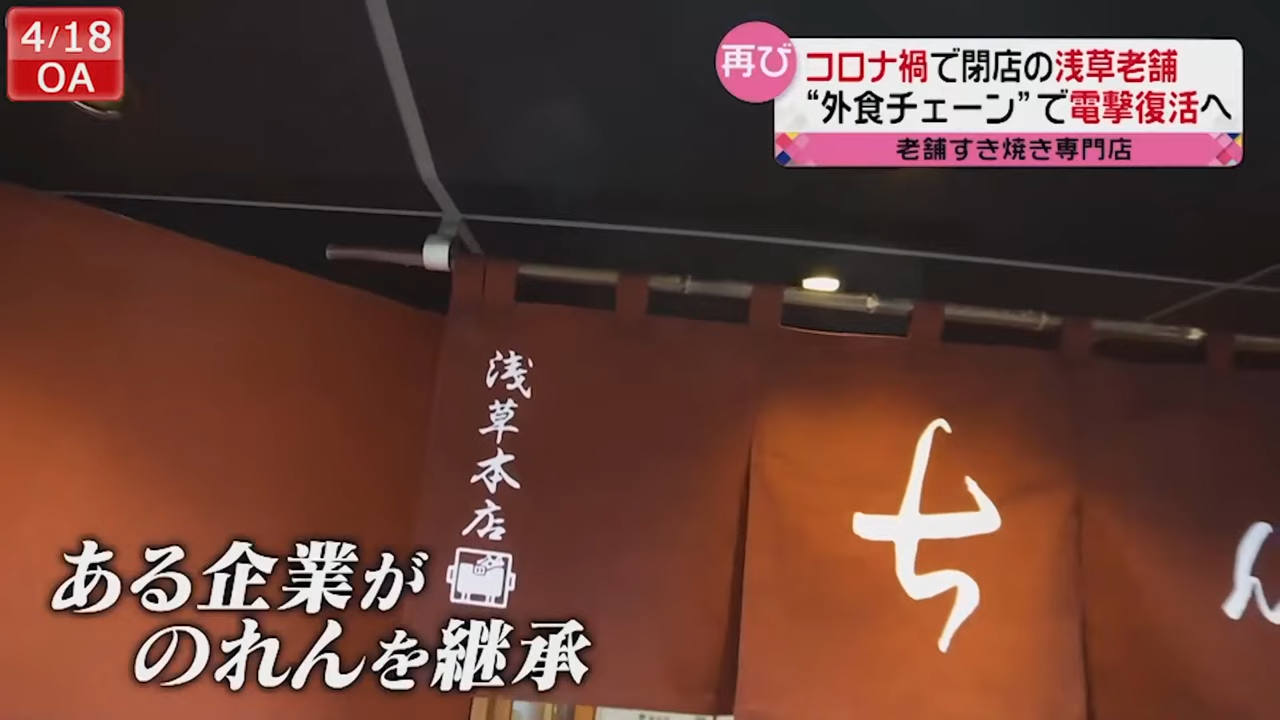 4/18
OA
再び
コロナ禍で閉店の浅草老舗
“外食チェーン”で電撃復活へ
老舗すき焼き専門店
浅草本店
ち
ん
ある企業が
のれんを継承